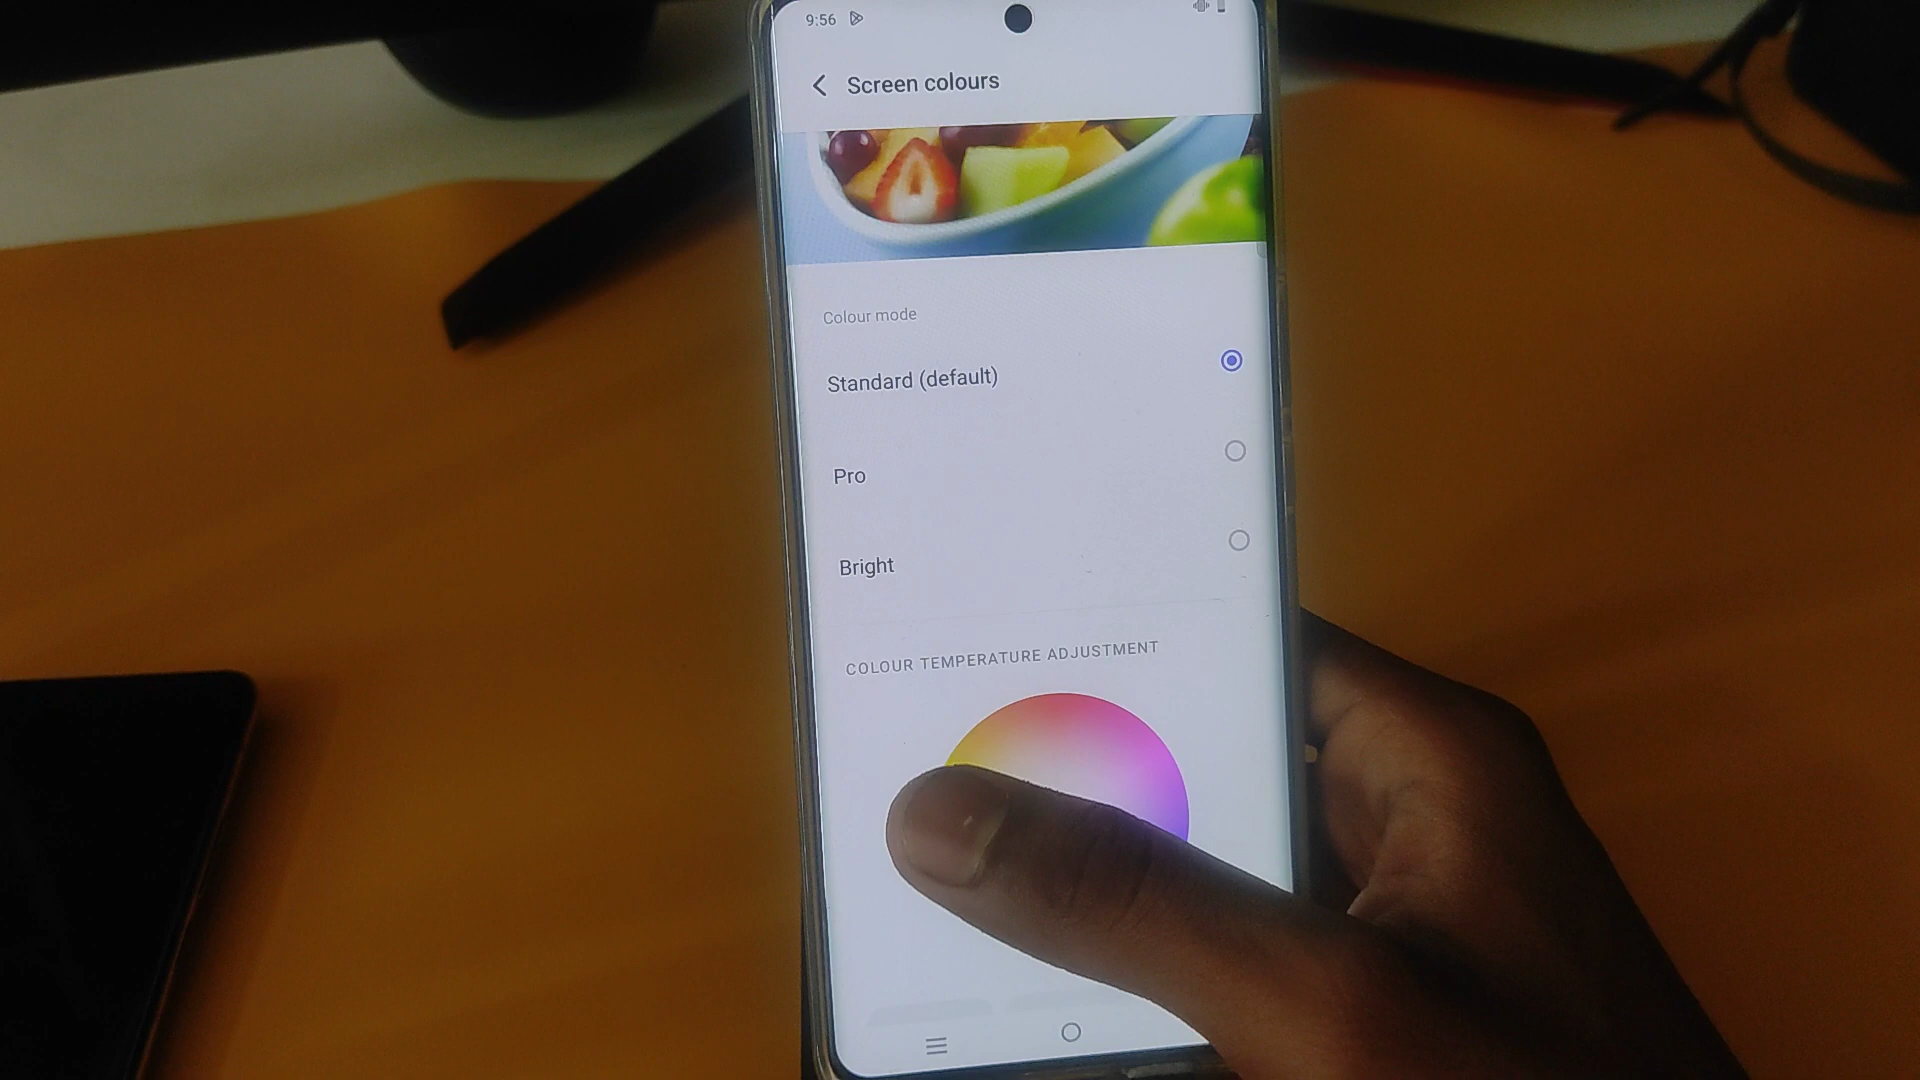 9:56
Screen colours
Colour mode
Standard (default)
Pro
Bright
COLOUR TEMPERATURE ADJUSTMENT